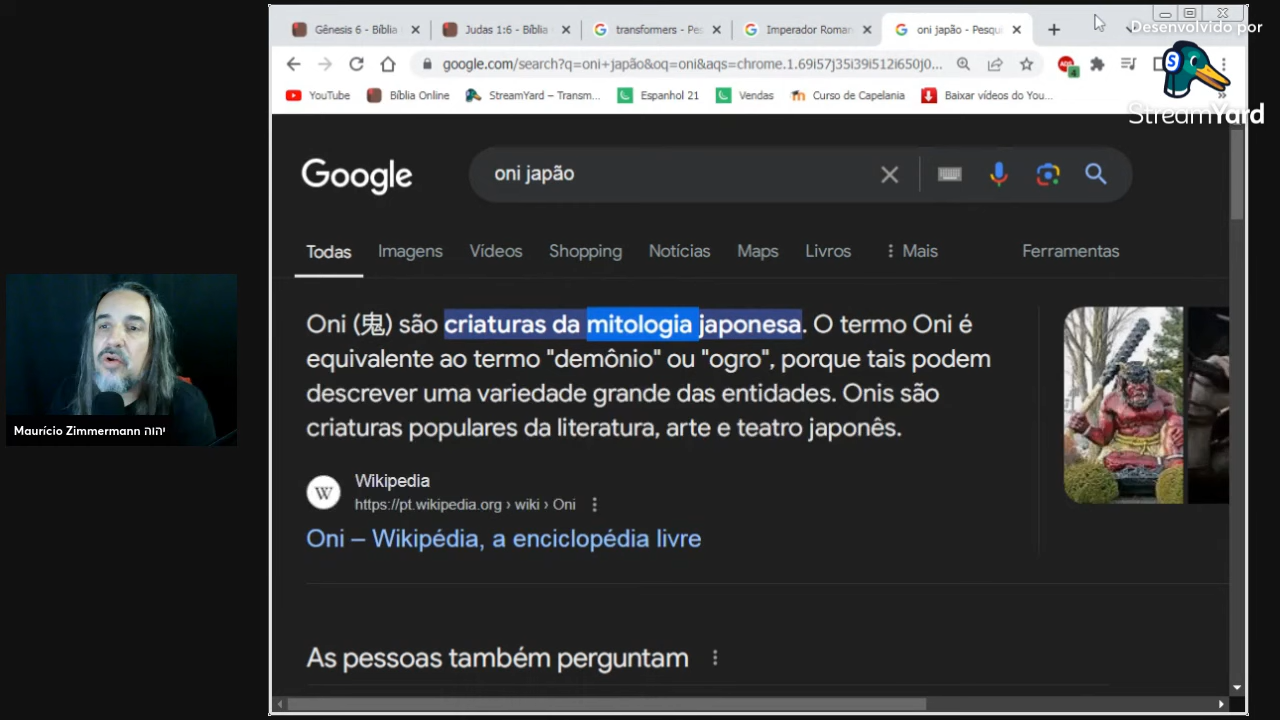 Gênesis 6 - Bíblia
Judas 1:6 - Bíblia
transformers - Pes
Imperador Roman
oni japão - Pesqui
Desenvolvido por
StreamYard
google.com/search?q=oni+japão&oq=oni&aqs=chrome.1.69i57j35i39i512i650j0...
4
YouTube
Bíblia Online
StreamYard – Transm...
Espanhol 21
Vendas
Curso de Capelania
Baixar vídeos do You...
Google
oni japão
Todas
Imagens
Vídeos
Shopping
Notícias
Maps
Livros
Mais
Ferramentas
Oni (鬼) são criaturas da mitologia japonesa. O termo Oni é
equivalente ao termo "demônio" ou "ogro", porque tais podem
descrever uma variedade grande das entidades. Onis são
criaturas populares da literatura, arte e teatro japonês.
W
Wikipedia
https://pt.wikipedia.org › wiki › Oni
Oni – Wikipédia, a enciclopédia livre
As pessoas também perguntam
Maurício Zimmermann יהוה